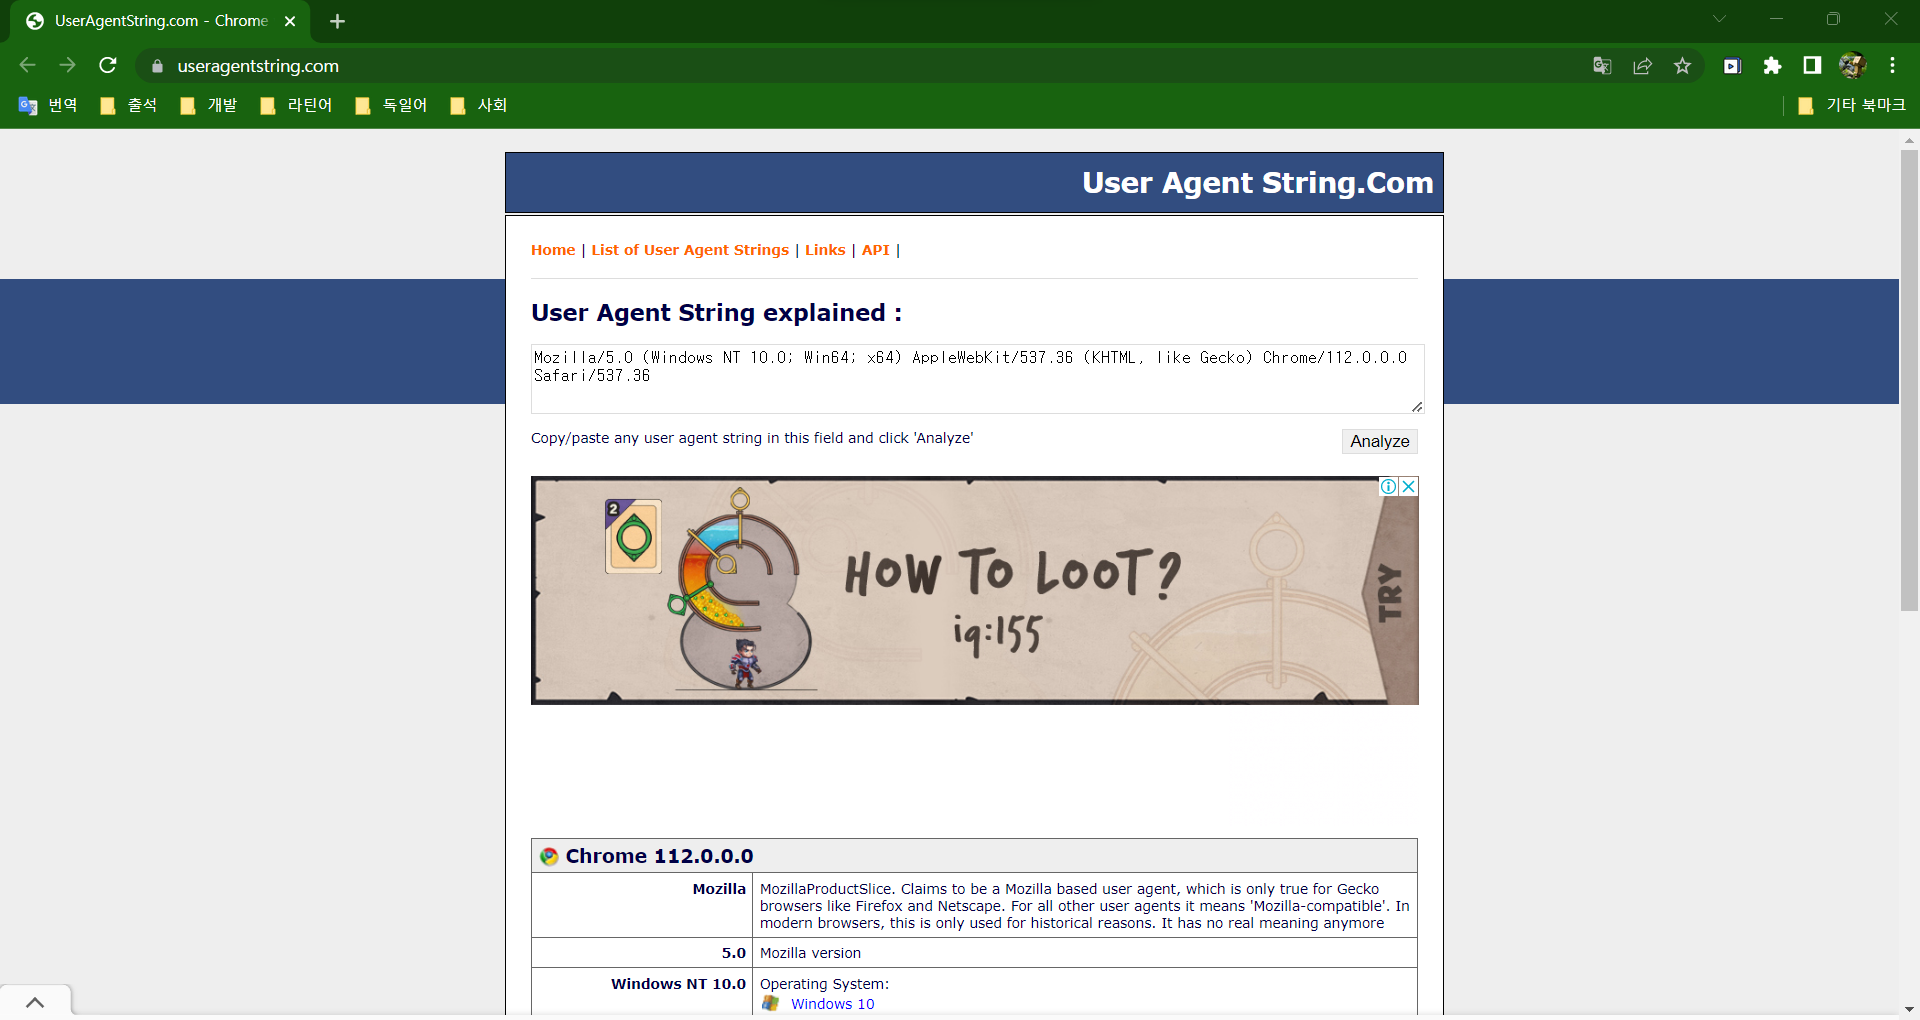 UserAgentString.com - Chrome
useragentstring.com
번역 출석 개발 라틴어 독일어 사회 기타 북마크
User Agent String.Com
Home | List of User Agent Strings | Links | API |
User Agent String explained :
Mozilla/5.0 (Windows NT 10.0; Win64; x64) AppleWebKit/537.36 (KHTML, like Gecko) Chrome/112.0.0.0
Safari/537.36
Copy/paste any user agent string in this field and click 'Analyze'
Analyze
2
HOW TO LOOT?
iq:155
TRY
Chrome 112.0.0.0
Mozilla MozillaProductSlice. Claims to be a Mozilla based user agent, which is only true for Gecko
browsers like Firefox and Netscape. For all other user agents it means 'Mozilla-compatible'. In
modern browsers, this is only used for historical reasons. It has no real meaning anymore
5.0 Mozilla version
Windows NT 10.0 Operating System:
Windows 10